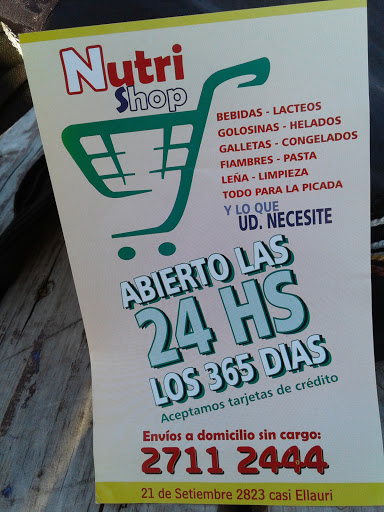 Nutri
Shop
BEBIDAS - LACTEOS
GOLOSINAS - HELADOS
GALLETAS - CONGELADOS
FIAMBRES - PASTA
LEÑA - LIMPIEZA
TODO PARA LA PICADA
Y LO QUE
UD. NECESITE
ABIERTO LAS
24 HS
LOS 365 DIAS
Aceptamos tarjetas de crédito
Envíos a domicilio sin cargo:
2711 2444
21 de Setiembre 2823 casi Ellauri